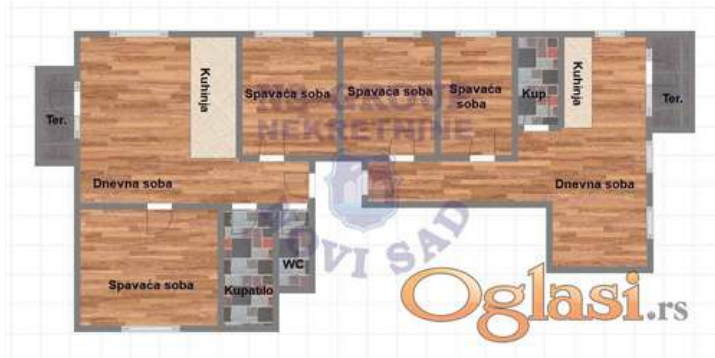 Kuhinja
Spavaća soba
Spavaća soba
Spavaća
soba
Kup.
Kuhinja
Ter.
Ter.
NEKRETNINE
Dnevna soba
Dnevna soba
NOVI SAD
WC
Spavaća soba
Kupatilo
Oglasi.rs